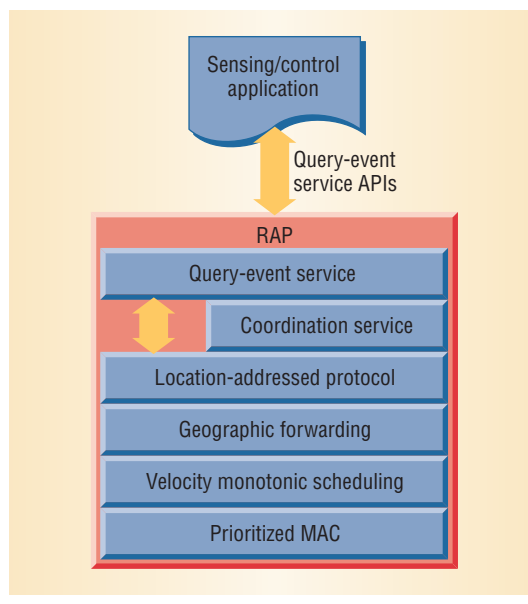 Sensing/control
application
Query-event
service APIs
RAP
Query-event service
Coordination service
Location-addressed protocol
Geographic forwarding
Velocity monotonic scheduling
Prioritized MAC